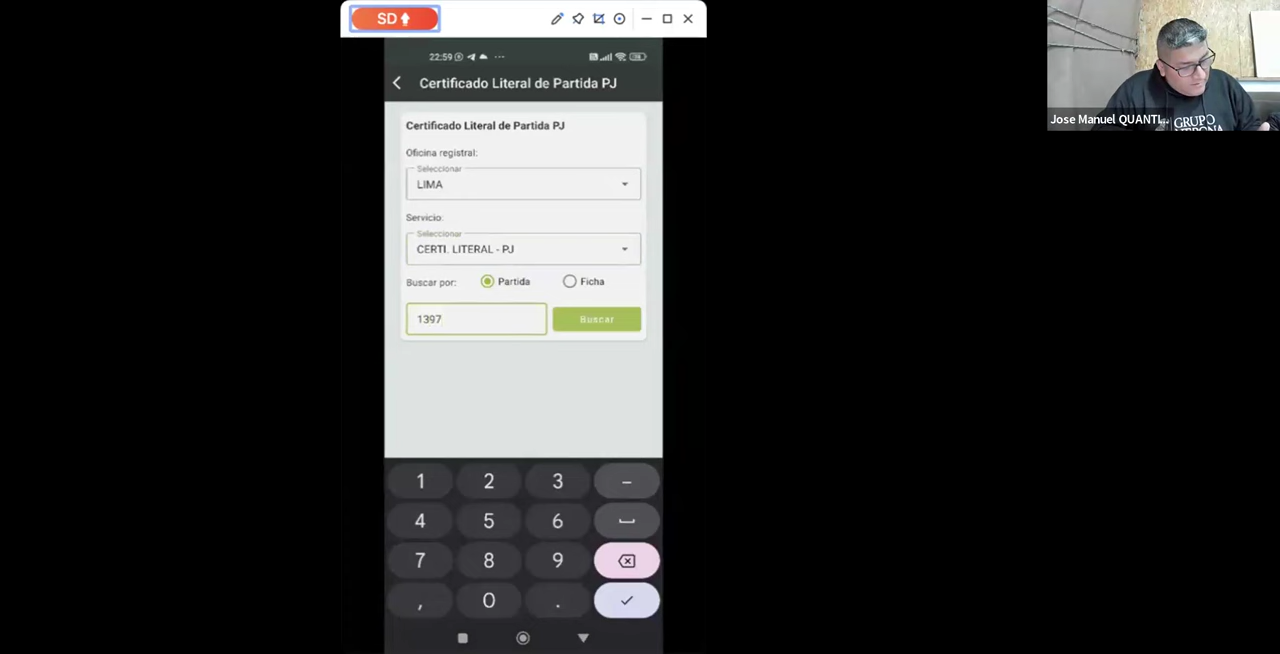 SD
22:59
Certificado Literal de Partida PJ
Certificado Literal de Partida PJ
Oficina registral:
Seleccionar
LIMA
Servicio:
Seleccionar
CERTI. LITERAL - PJ
Buscar por:
Partida
Ficha
1397
Buscar
1 2 3 –
4 5 6
7 8 9
, 0 .
GRUPO
Jose Manuel QUANTI...